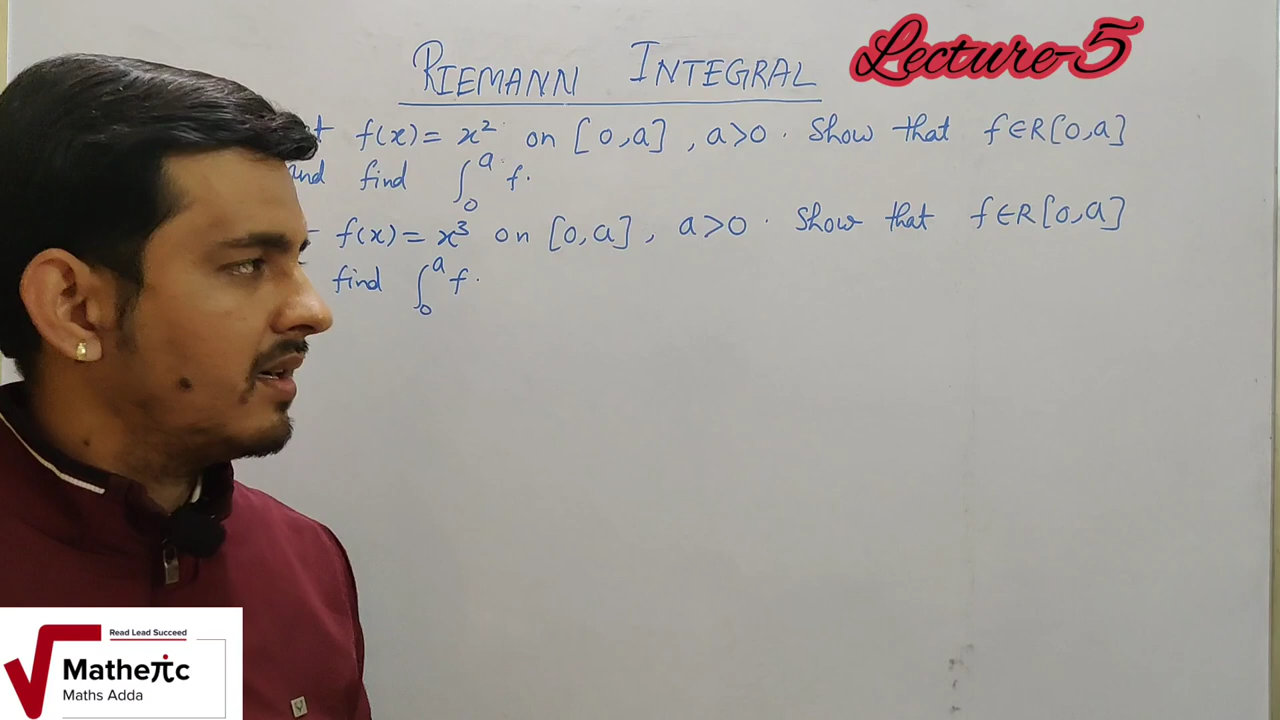 RIEMANN INTEGRAL
Lecture-5
f(x) = x² on [0,a], a>0. Show that f∈R[0,a]
and find ∫₀ᵃ f.
f(x) = x³ on [0,a], a>0. Show that f∈R[0,a]
find ∫₀ᵃ f.
Read Lead Succeed
Matheπc
Maths Adda